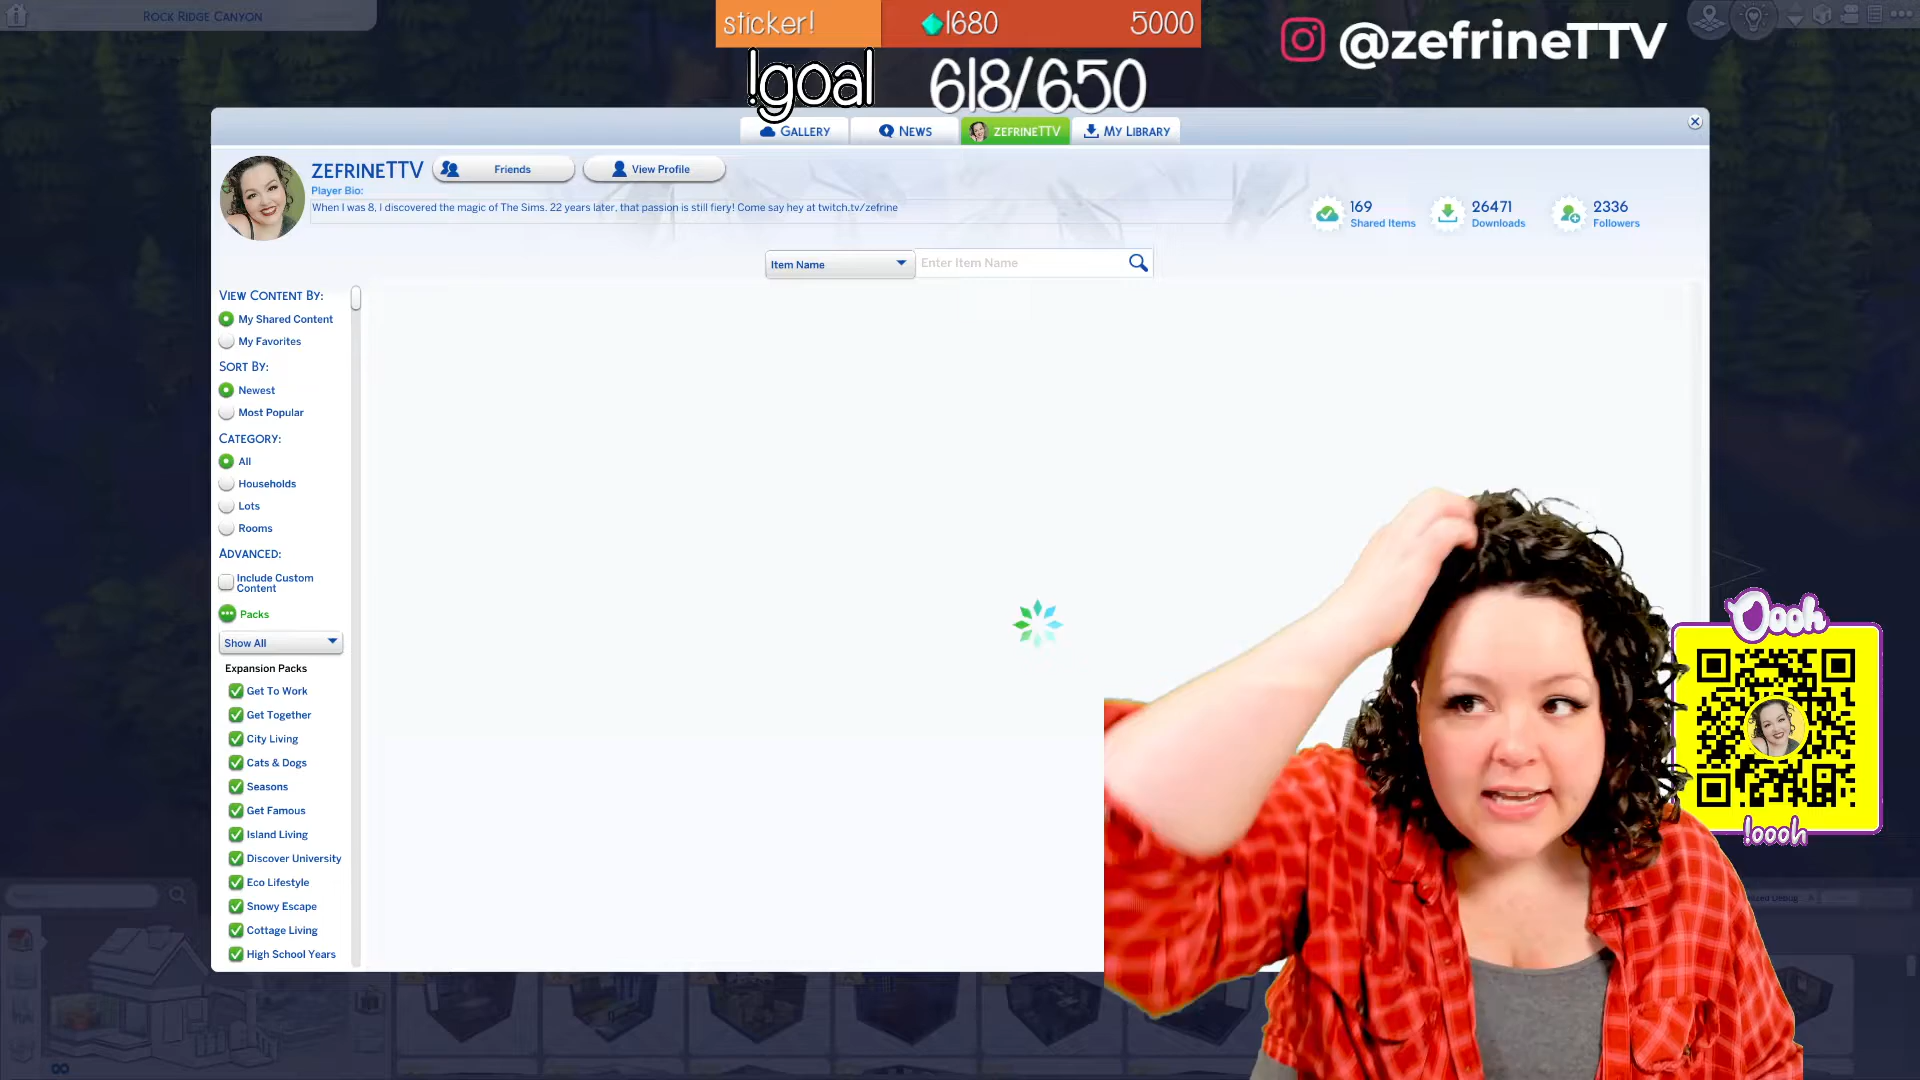 Rock Ridge Canyon
sticker!
1680
5000
@zefrineTTV
!goal
618/650
Gallery
News
zefrineTTV
My Library
zefrineTTV
Friends
View Profile
Player Bio:
When I was 8, I discovered the magic of The Sims. 22 years later, that passion is still fiery! Come say hey at twitch.tv/zefrine
169
Shared Items
26471
Downloads
2336
Followers
Item Name
Enter Item Name
View Content By:
My Shared Content
My Favorites
Sort By:
Newest
Most Popular
Category:
All
Households
Lots
Rooms
Advanced:
Include Custom
Content
Packs
Show All
Expansion Packs
Get To Work
Get Together
City Living
Cats & Dogs
Seasons
Get Famous
Island Living
Discover University
Eco Lifestyle
Snowy Escape
Cottage Living
High School Years
Oooh
!oooh